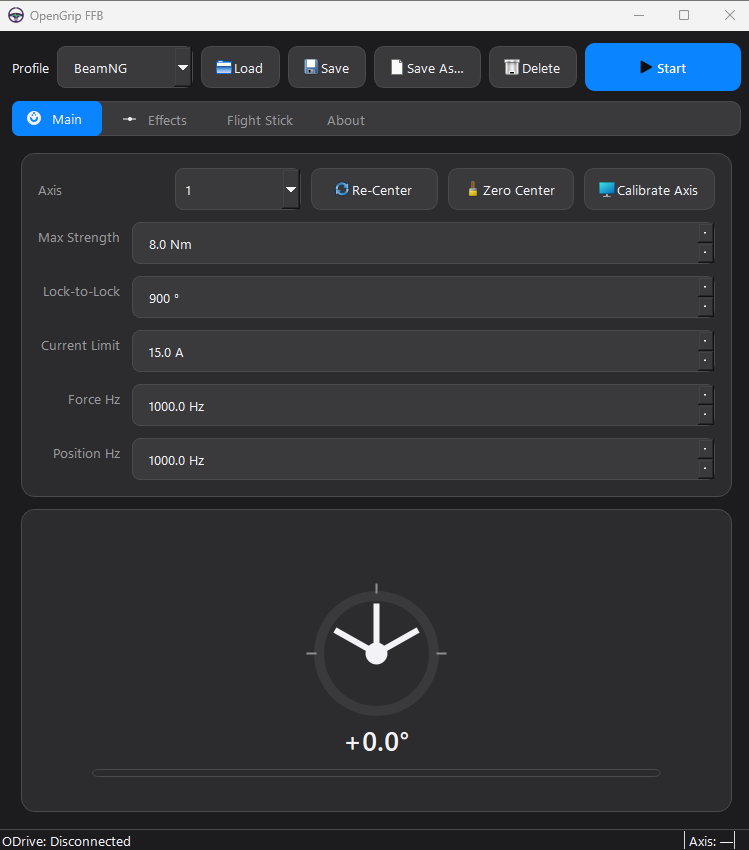 OpenGrip FFB
Profile BeamNG Load Save Save As... Delete Start
Main Effects Flight Stick About
Axis 1 Re-Center Zero Center Calibrate Axis
Max Strength 8.0 Nm
Lock-to-Lock 900 °
Current Limit 15.0 A
Force Hz 1000.0 Hz
Position Hz 1000.0 Hz
+0.0°
ODrive: Disconnected Axis: —